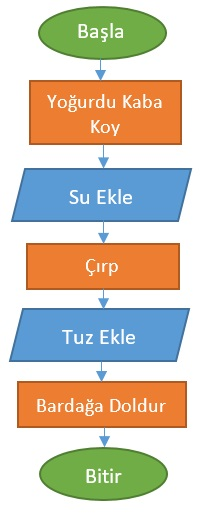 Başla
Yoğurdu Kaba
Koy
Su Ekle
Çırp
Tuz Ekle
Bardağa Doldur
Bitir